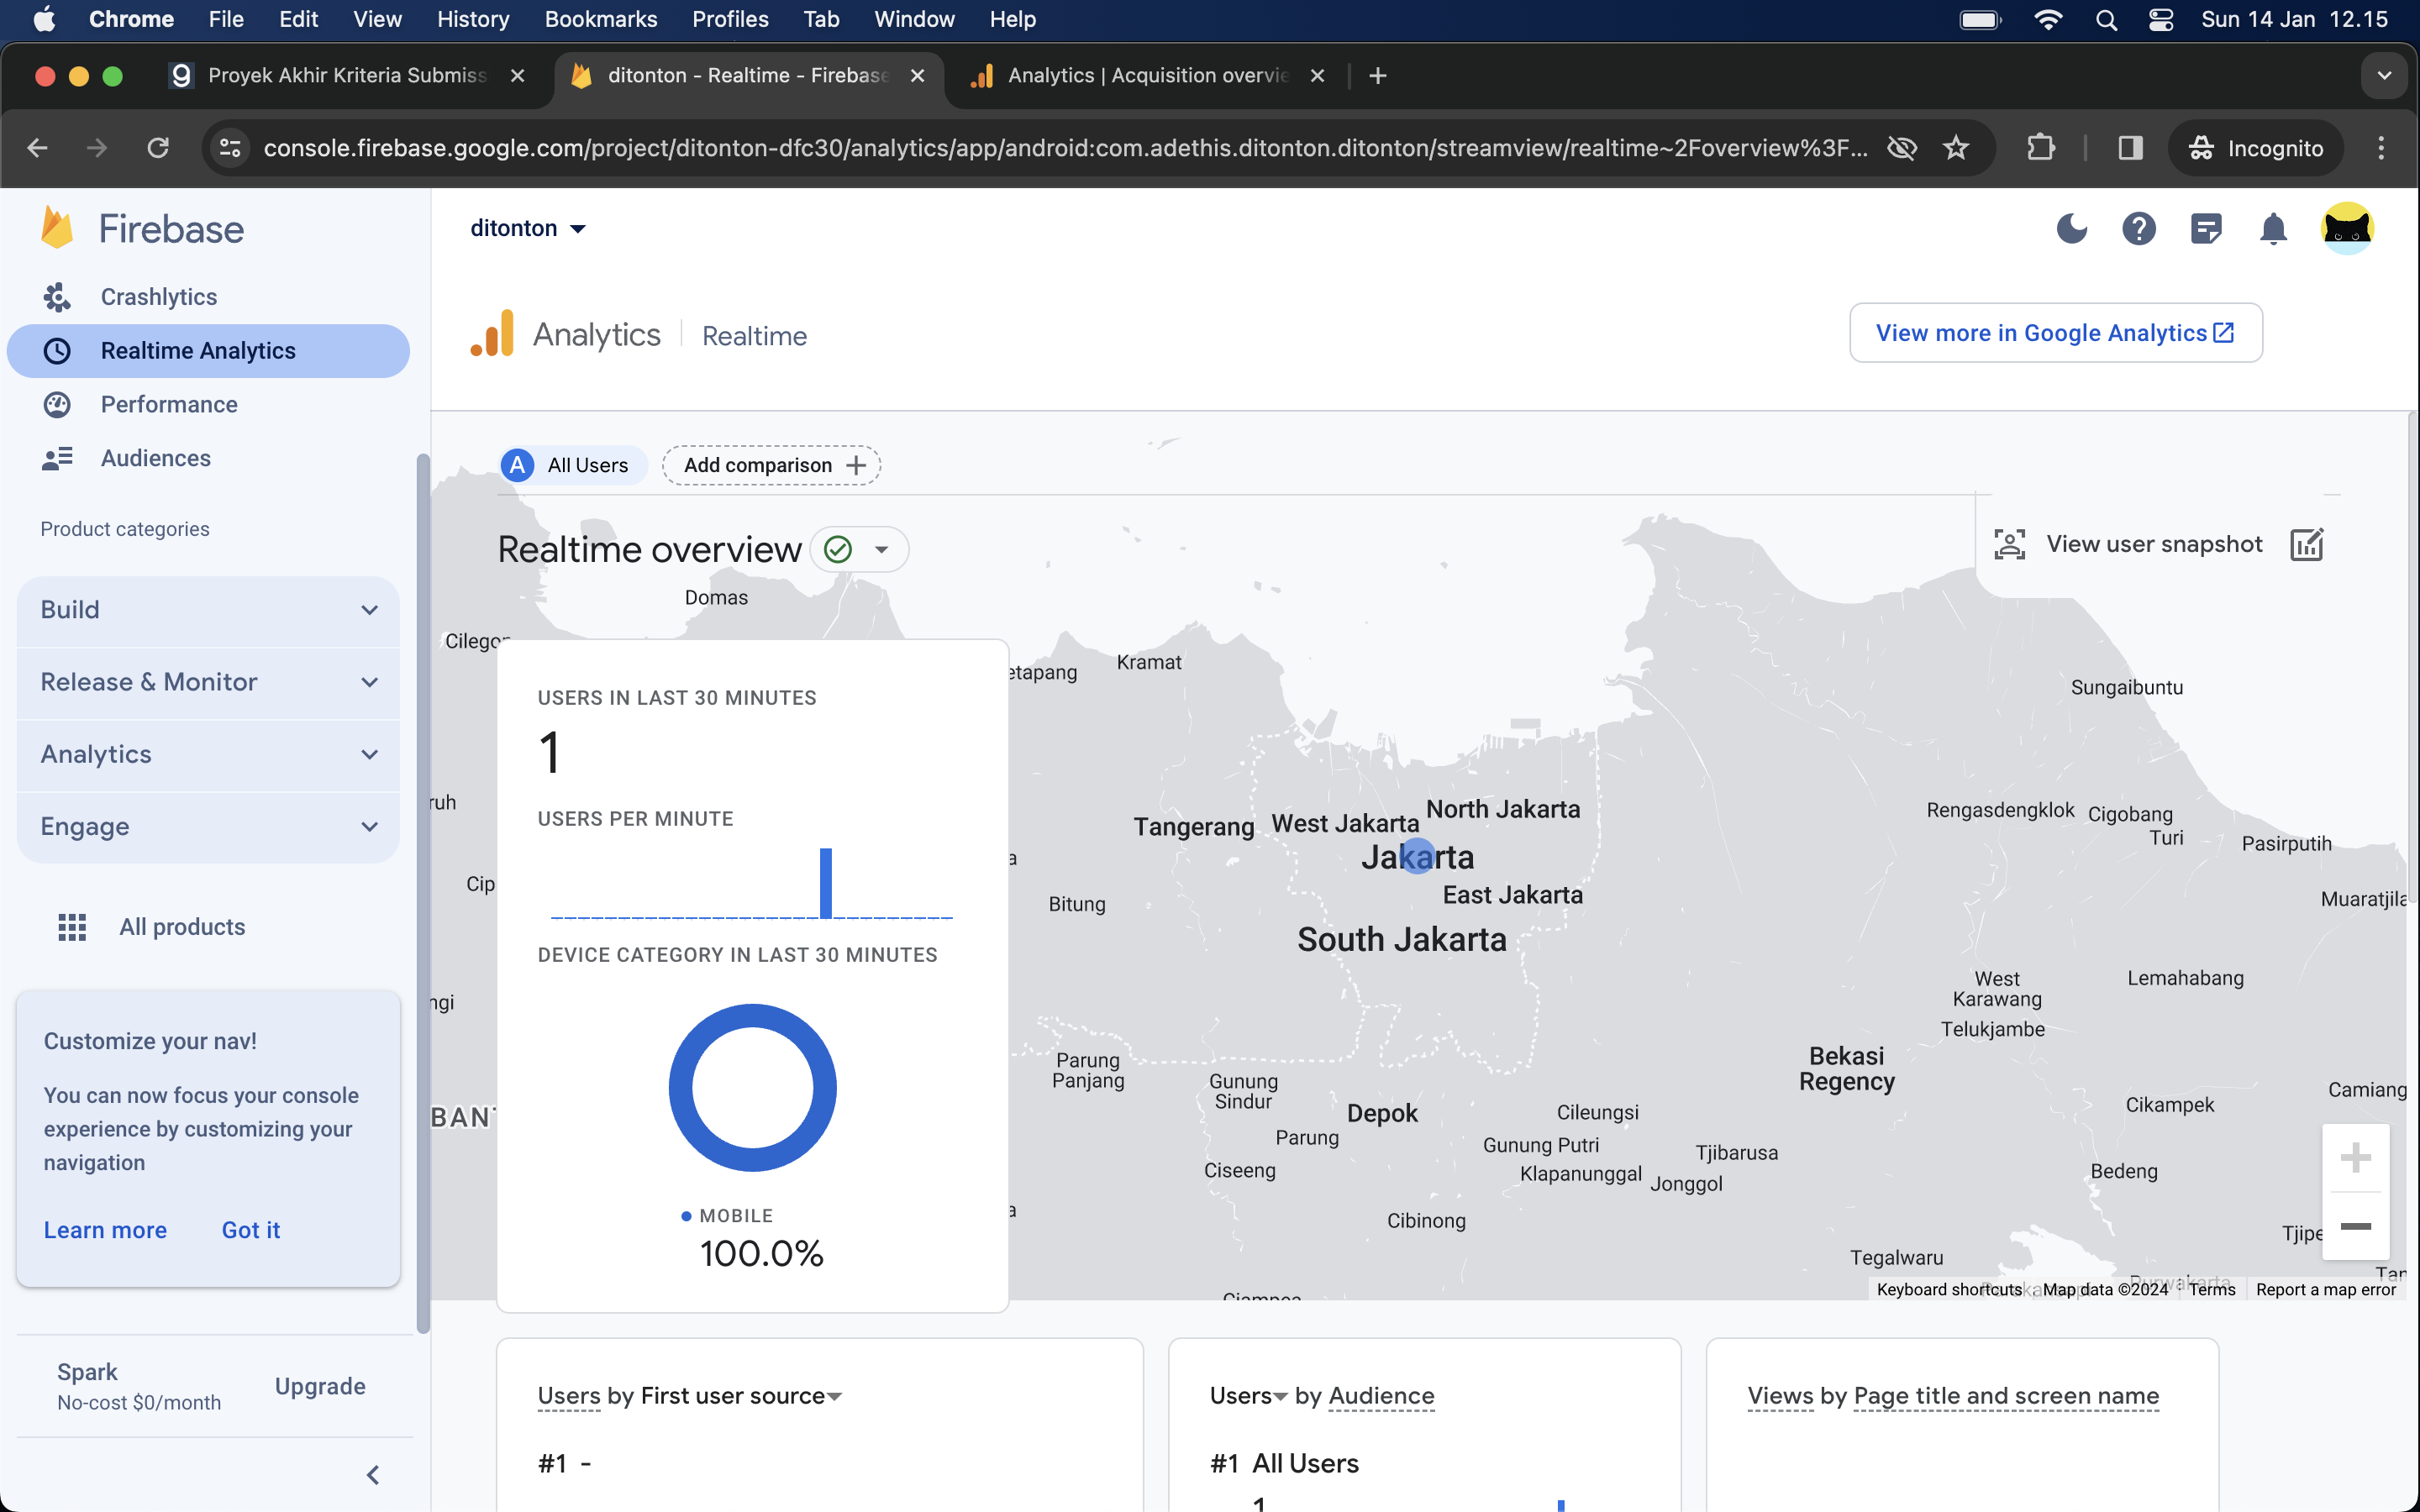 Chrome File Edit View History Bookmarks Profiles Tab Window Help Sun 14 Jan 12.15
Proyek Akhir Kriteria Submiss
ditonton - Realtime - Firebase
Analytics | Acquisition overvie
console.firebase.google.com/project/ditonton-dfc30/analytics/app/android:com.adethis.ditonton.ditonton/streamview/realtime~2Foverview%3F...
Incognito
Firebase
Crashlytics
Realtime Analytics
Performance
Audiences
Product categories
Build
Release & Monitor
Analytics
Engage
All products
Customize your nav!
You can now focus your console
experience by customizing your
navigation
Learn more Got it
Spark
No-cost $0/month
Upgrade
ditonton
Analytics Realtime
View more in Google Analytics
A All Users
Add comparison
Realtime overview
View user snapshot
USERS IN LAST 30 MINUTES
1
USERS PER MINUTE
DEVICE CATEGORY IN LAST 30 MINUTES
MOBILE
100.0%
Domas
Cilegon
etapang
Kramat
Sungaibuntu
ruh
Tangerang
West Jakarta
North Jakarta
Jakarta
East Jakarta
South Jakarta
Rengasdengklok
Cigobang
Turi
Pasirputih
a
Cip
Bitung
Muaratjila
ngi
West
Karawang
Lemahabang
Telukjambe
Parung
Panjang
Gunung
Sindur
Bekasi
Regency
Camiang
BAN
Depok
Cileungsi
Cikampek
Parung
Gunung Putri
Tjibarusa
Ciseeng
Klapanunggal
Jonggol
Bedeng
a
Cibinong
Tjipe
Tegalwaru
Tan
Purwakarta
Ciampea
Keyboard shortcuts Map data ©2024 Terms Report a map error
Users by First user source
#1 -
Users by Audience
#1 All Users
1
Views by Page title and screen name